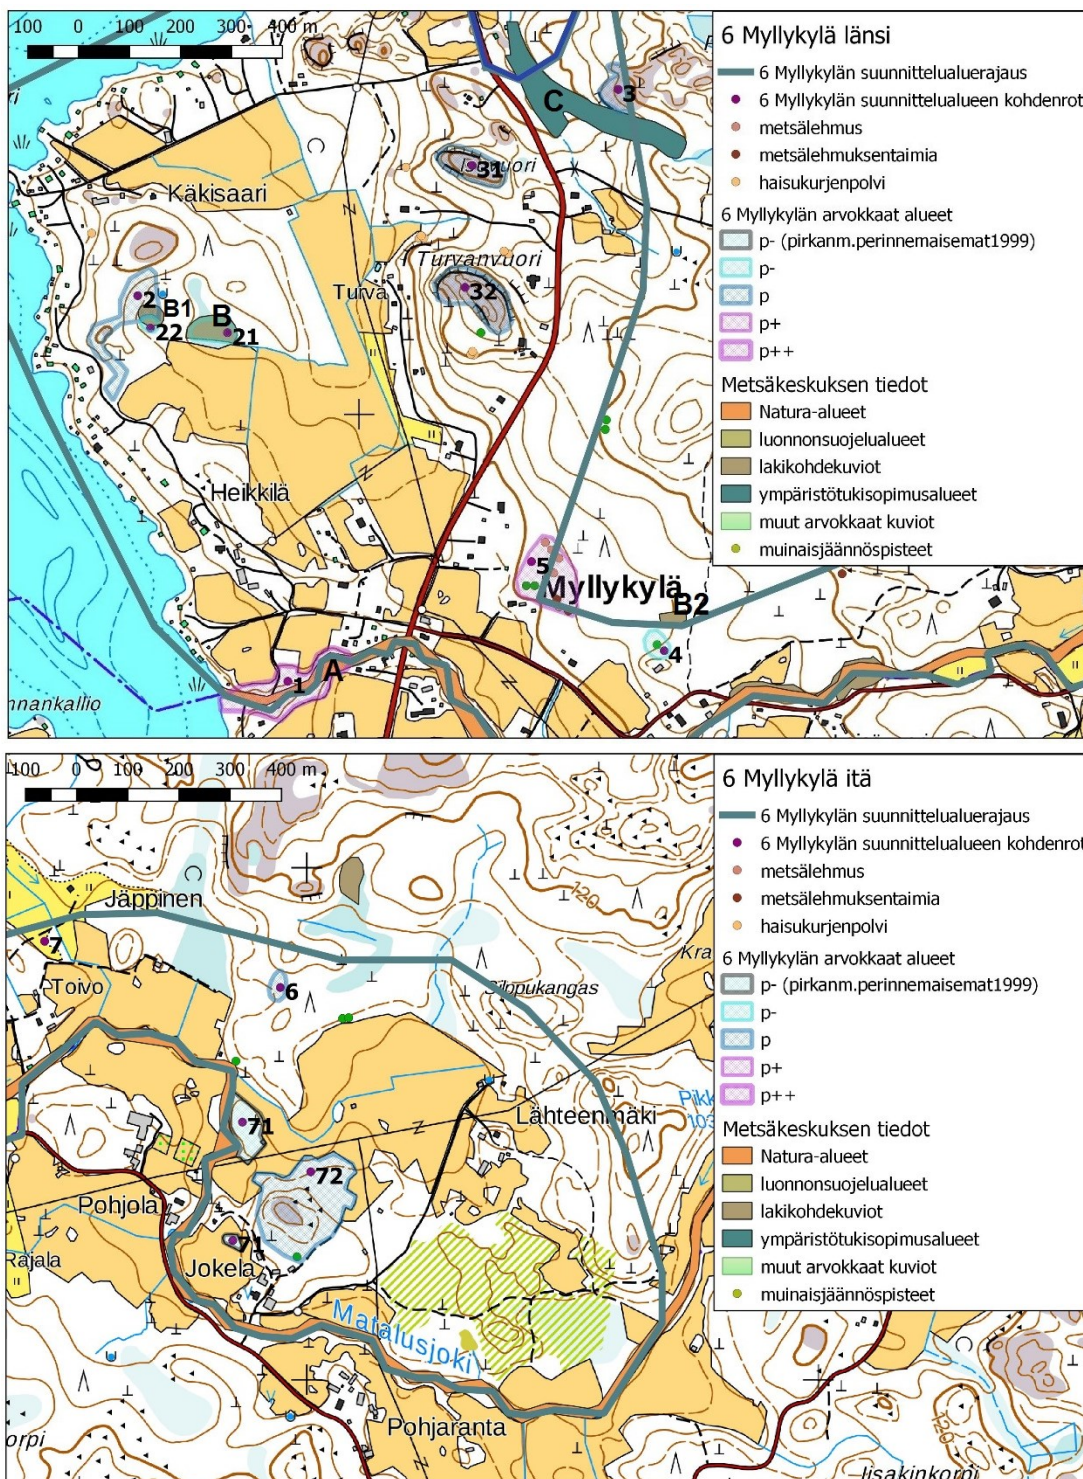 100 0 100 200 300 400 m
6 Myllykylä länsi
6 Myllykylän suunnittelualuerajaus
6 Myllykylän suunnittelualueen kohdenrot
metsälehmus
metsälehmuksentaimia
haisukurjenpolvi
6 Myllykylän arvokkaat alueet
p- (pirkanm.perinnemaisemat1999)
p-
p
p+
p++
Metsäkeskuksen tiedot
Natura-alueet
luonnonsuojelualueet
lakikohdekuviot
ympäristötukisopimusalueet
muut arvokkaat kuviot
muinaisjäännöspisteet
C
3
31
Käkisaari
Turvanvuori
Turva
32
2
B1
B
22
21
Heikkilä
5
Myllykylä
B2
4
1
A
nnankallio
100 0 100 200 300 400 m
6 Myllykylä itä
6 Myllykylän suunnittelualuerajaus
6 Myllykylän suunnittelualueen kohdenrot
metsälehmus
metsälehmuksentaimia
haisukurjenpolvi
6 Myllykylän arvokkaat alueet
p- (pirkanm.perinnemaisemat1999)
p-
p
p+
p++
Metsäkeskuksen tiedot
Natura-alueet
luonnonsuojelualueet
lakikohdekuviot
ympäristötukisopimusalueet
muut arvokkaat kuviot
muinaisjäännöspisteet
120
Jäppinen
7
Kra
Toivo
6
Lähteenmäki
Pikk
103
71
72
Pohjola
71
Rajala
Jokela
Matalusjoki
Pohjaranta
120
orpi
Iisakinkorpi